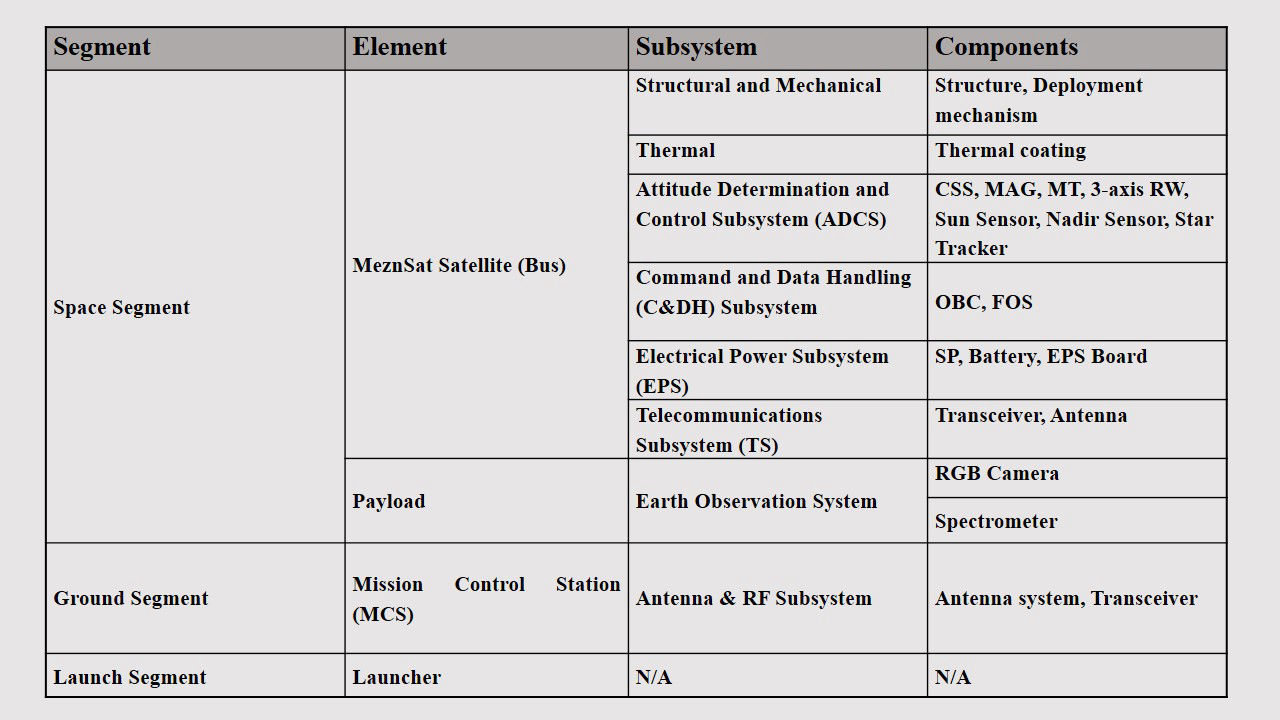 Segment
Element
Subsystem
Components
Space Segment
MeznSat Satellite (Bus)
Structural and Mechanical
Structure, Deployment
mechanism
Thermal
Thermal coating
Attitude Determination and
Control Subsystem (ADCS)
CSS, MAG, MT, 3-axis RW,
Sun Sensor, Nadir Sensor, Star
Tracker
Command and Data Handling
(C&DH) Subsystem
OBC, FOS
Electrical Power Subsystem
(EPS)
SP, Battery, EPS Board
Telecommunications
Subsystem (TS)
Transceiver, Antenna
Payload
Earth Observation System
RGB Camera
Spectrometer
Ground Segment
Mission Control Station
(MCS)
Antenna & RF Subsystem
Antenna system, Transceiver
Launch Segment
Launcher
N/A
N/A